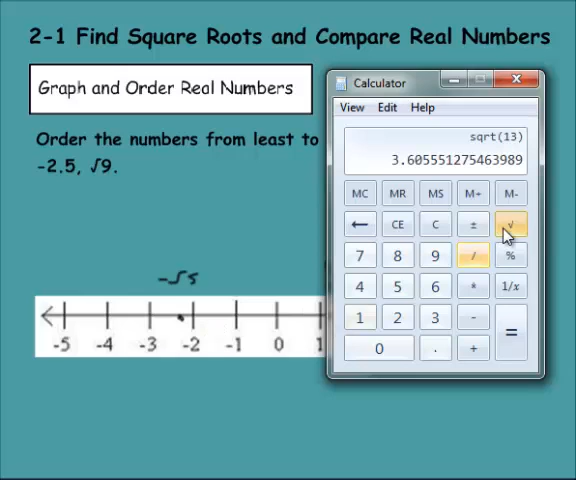 2-1 Find Square Roots and Compare Real Numbers
Graph and Order Real Numbers
Order the numbers from least to
-2.5, √9.
Calculator
View Edit Help
sqrt(13)
3.605551275463989
MC MR MS M+ M-
← CE C ± √
7 8 9 / %
4 5 6 * 1/x
1 2 3 - =
0 . +
-√5
-5 -4 -3 -2 -1 0 1